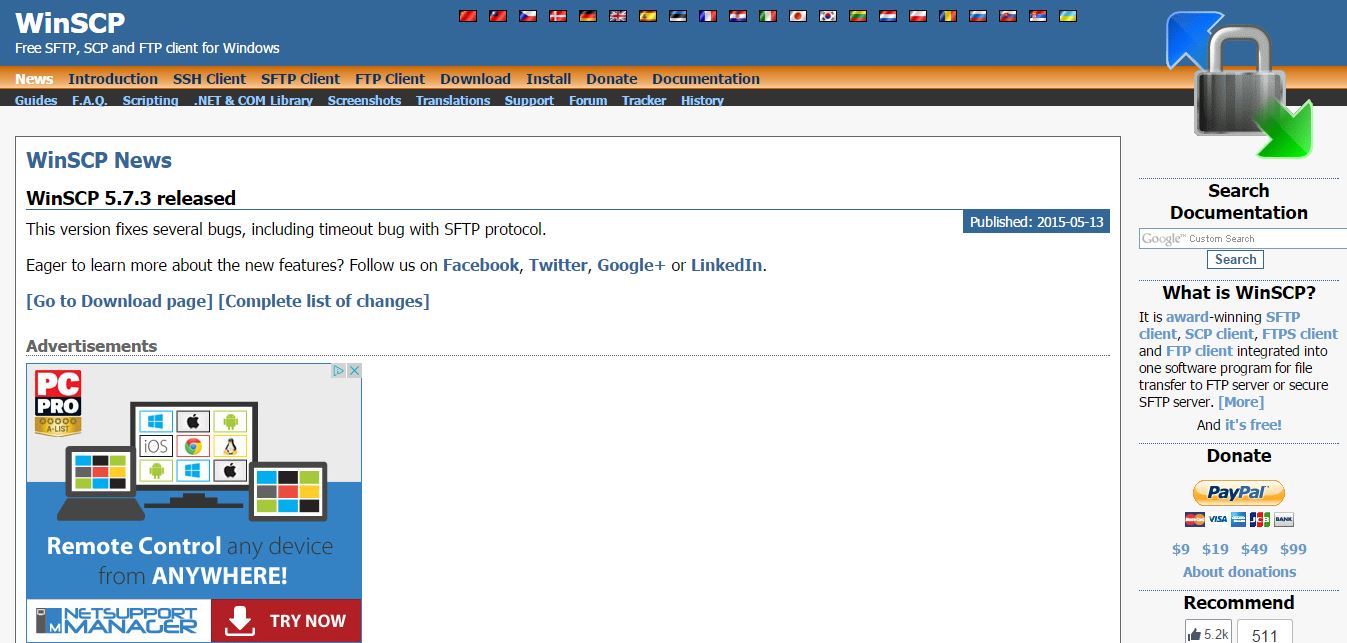 WinSCP
Free SFTP, SCP and FTP client for Windows
News Introduction SSH Client SFTP Client FTP Client Download Install Donate Documentation
Guides F.A.Q. Scripting .NET & COM Library Screenshots Translations Support Forum Tracker History
WinSCP News
WinSCP 5.7.3 released
Published: 2015-05-13
This version fixes several bugs, including timeout bug with SFTP protocol.
Eager to learn more about the new features? Follow us on Facebook, Twitter, Google+ or LinkedIn.
[Go to Download page] [Complete list of changes]
Advertisements
PC
PRO
A-LIST
iOS
Remote Control any device
from ANYWHERE!
NETSUPPORT
MANAGER
TRY NOW
Search
Documentation
Google™ Custom Search
Search
What is WinSCP?
It is award-winning SFTP
client, SCP client, FTPS client
and FTP client integrated into
one software program for file
transfer to FTP server or secure
SFTP server. [More]
And it's free!
Donate
PayPal
VISA
JCB
BANK
$9 $19 $49 $99
About donations
Recommend
5.2k
511